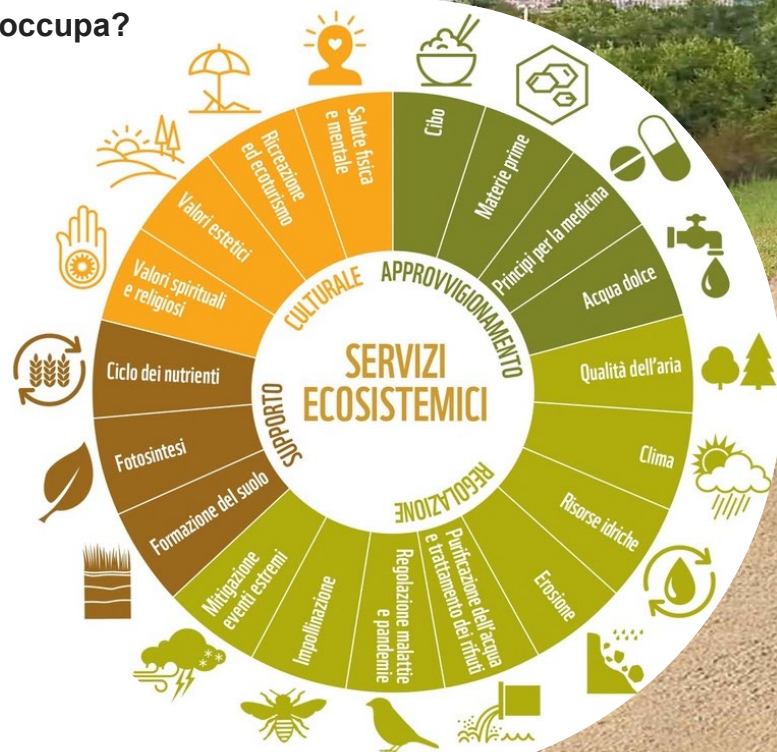 occupa?
SERVIZI
ECOSISTEMICI
CULTURALE
APPROVVIGIONAMENTO
REGOLAZIONE
SUPPORTO
Cibo
Materie prime
Principi per la medicina
Acqua dolce
Qualità dell'aria
Clima
Risorse idriche
Erosione
Purificazione dell'acqua
e trattamento dei rifiuti
Regolazione malattie
e pandemie
Impollinazione
Mitigazione
eventi estremi
Formazione del suolo
Fotosintesi
Ciclo dei nutrienti
Valori spirituali
e religiosi
Valori estetici
Ricreazione
ed ecoturismo
Salute fisica
e mentale